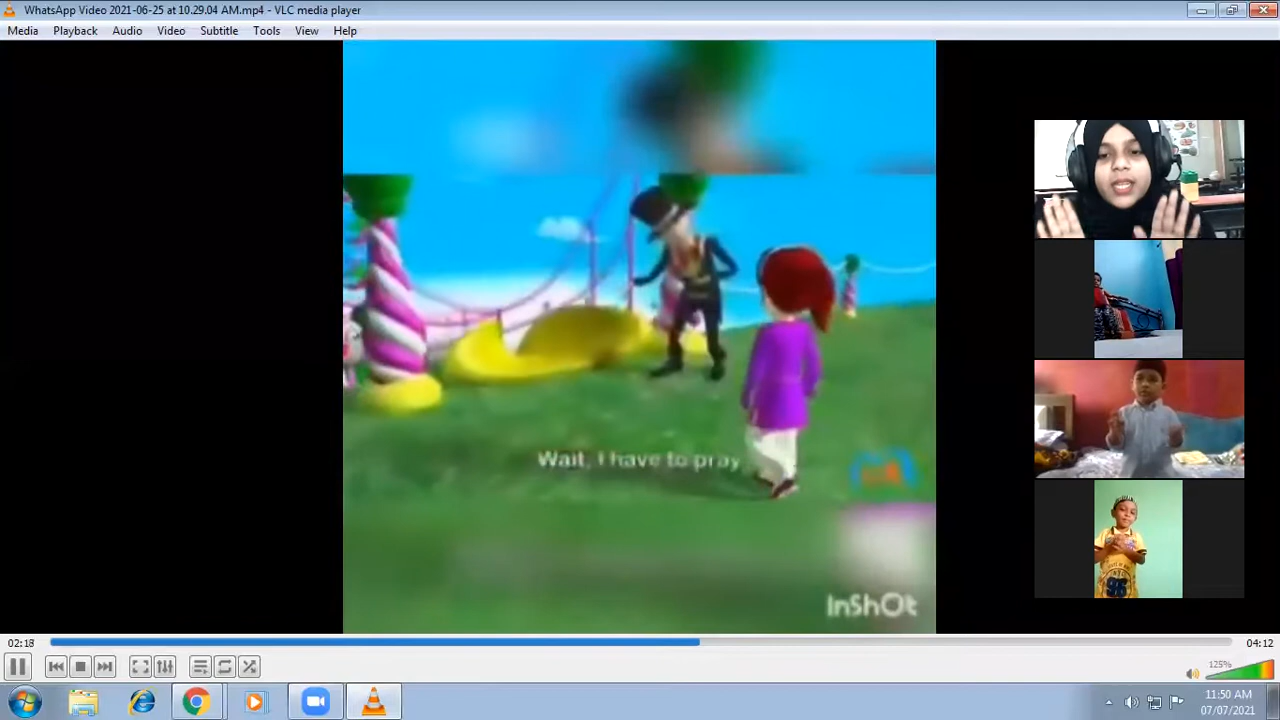 WhatsApp Video 2021-06-25 at 10.29.04 AM.mp4 - VLC media player
Media Playback Audio Video Subtitle Tools View Help
Wait, I have to pray
InShOt
02:18
04:12
125%
11:50 AM
07/07/2021